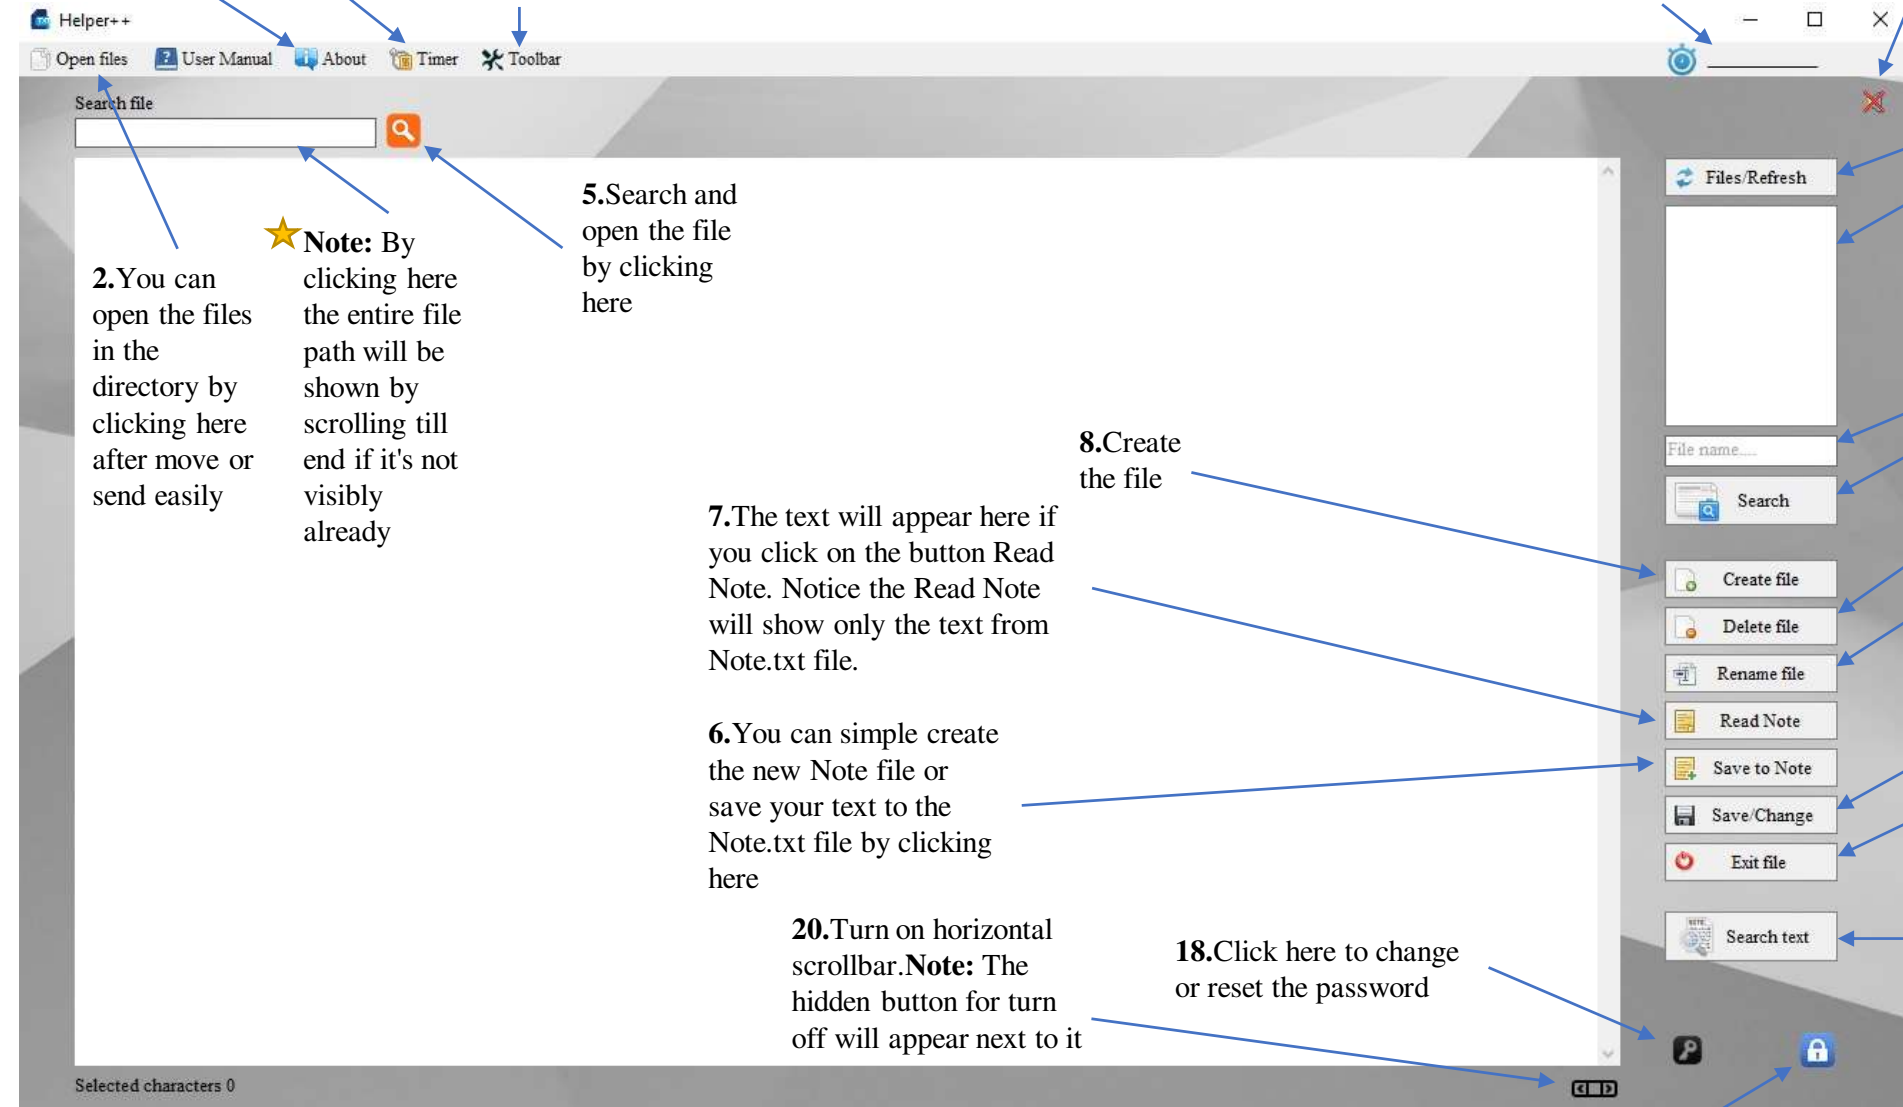 Helper++
Open files
User Manual
About
Timer
Toolbar
Search file
5.Search and
open the file
by clicking
here
Note: By
clicking here
the entire file
path will be
shown by
scrolling till
end if it's not
visibly
already
2.You can
open the files
in the
directory by
clicking here
after move or
send easily
8.Create
the file
7.The text will appear here if
you click on the button Read
Note. Notice the Read Note
will show only the text from
Note.txt file.
6.You can simple create
the new Note file or
save your text to the
Note.txt file by clicking
here
20.Turn on horizontal
scrollbar.Note: The
hidden button for turn
off will appear next to it
18.Click here to change
or reset the password
Files/Refresh
File name....
Search
Create file
Delete file
Rename file
Read Note
Save to Note
Save/Change
Exit file
Search text
Selected characters 0